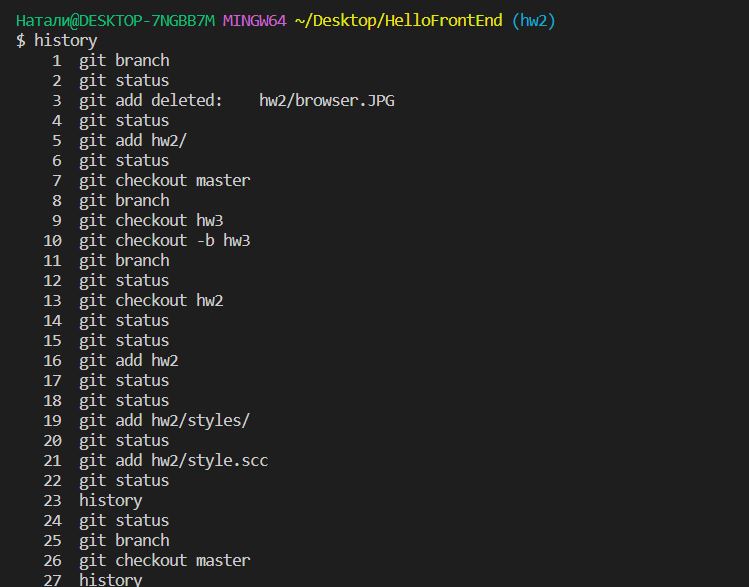 Натали@DESKTOP-7NGBB7M MINGW64 ~/Desktop/HelloFrontEnd (hw2)
$ history
1 git branch
2 git status
3 git add deleted:    hw2/browser.JPG
4 git status
5 git add hw2/
6 git status
7 git checkout master
8 git branch
9 git checkout hw3
10 git checkout -b hw3
11 git branch
12 git status
13 git checkout hw2
14 git status
15 git status
16 git add hw2
17 git status
18 git status
19 git add hw2/styles/
20 git status
21 git add hw2/style.scc
22 git status
23 history
24 git status
25 git branch
26 git checkout master
27 history